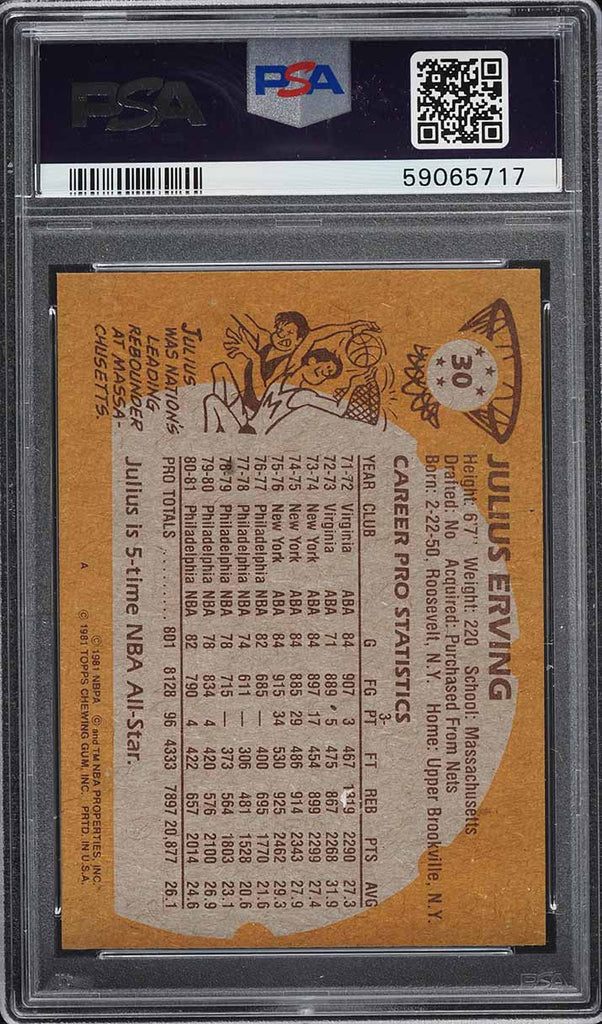 PSA
PSA
59065717
30
JULIUS ERVING
Height: 6'7" Weight: 220 School: Massachusetts
Drafted: No Acquired: Purchased From Nets
Born: 2-22-50, Roosevelt, N.Y. Home: Upper Brookville, N.Y.
CAREER PRO STATISTICS
3-
YEAR CLUB G FG PT FT REB PTS AVG
71-72 Virginia ABA 84 907 3 467 1319 2290 27.3
72-73 Virginia ABA 71 889 5 475 867 2268 31.9
73-74 New York ABA 84 897 17 454 899 2299 27.4
74-75 New York ABA 84 885 29 486 914 2343 27.9
75-76 New York ABA 84 915 34 530 925 2462 29.3
76-77 Philadelphia NBA 82 685 — 400 695 1770 21.6
77-78 Philadelphia NBA 74 611 — 306 481 1528 20.6
78-79 Philadelphia NBA 78 715 — 373 564 1803 23.1
79-80 Philadelphia NBA 78 834 4 420 576 2100 26.9
80-81 Philadelphia NBA 82 790 4 422 657 2014 24.6
PRO TOTALS .......... 801 8128 96 4333 7897 20,877 26.1
JULIUS
WAS NATION'S
LEADING
REBOUNDER
AT MASSA-
CHUSETTS.
Julius is 5-time NBA All-Star.
A
© 1981 NBPA © and TM NBA PROPERTIES, INC.
© 1981 TOPPS CHEWING GUM, INC. PRTD. IN U.S.A.
PSA